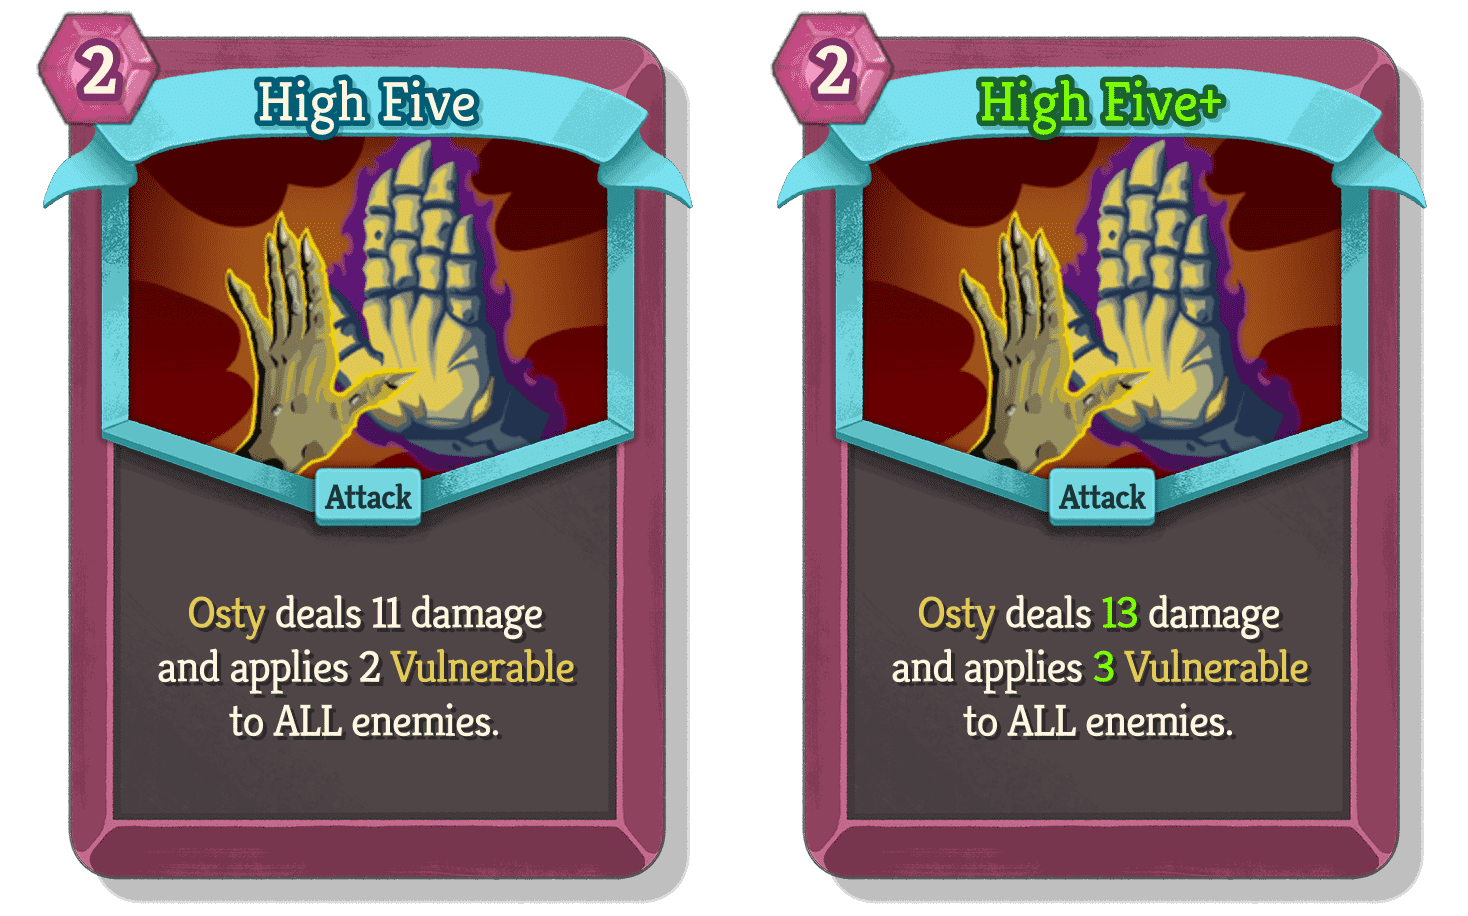 2
High Five
Attack
Osty deals 11 damage
and applies 2 Vulnerable
to ALL enemies.
2
High Five+
Attack
Osty deals 13 damage
and applies 3 Vulnerable
to ALL enemies.